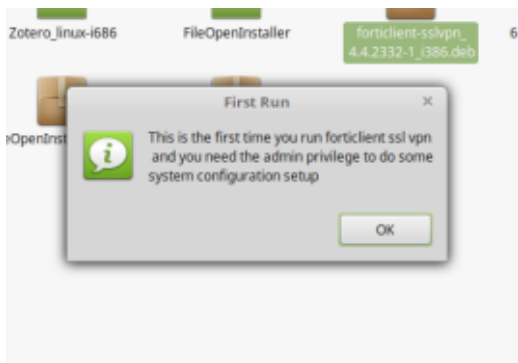 Zotero_linux-i686
FileOpenInstaller
forticlient-sslvpn_
4.4.2332-1_i386.deb
6
eOpenInst
First Run
This is the first time you run forticlient ssl vpn
and you need the admin privilege to do some
system configuration setup
OK